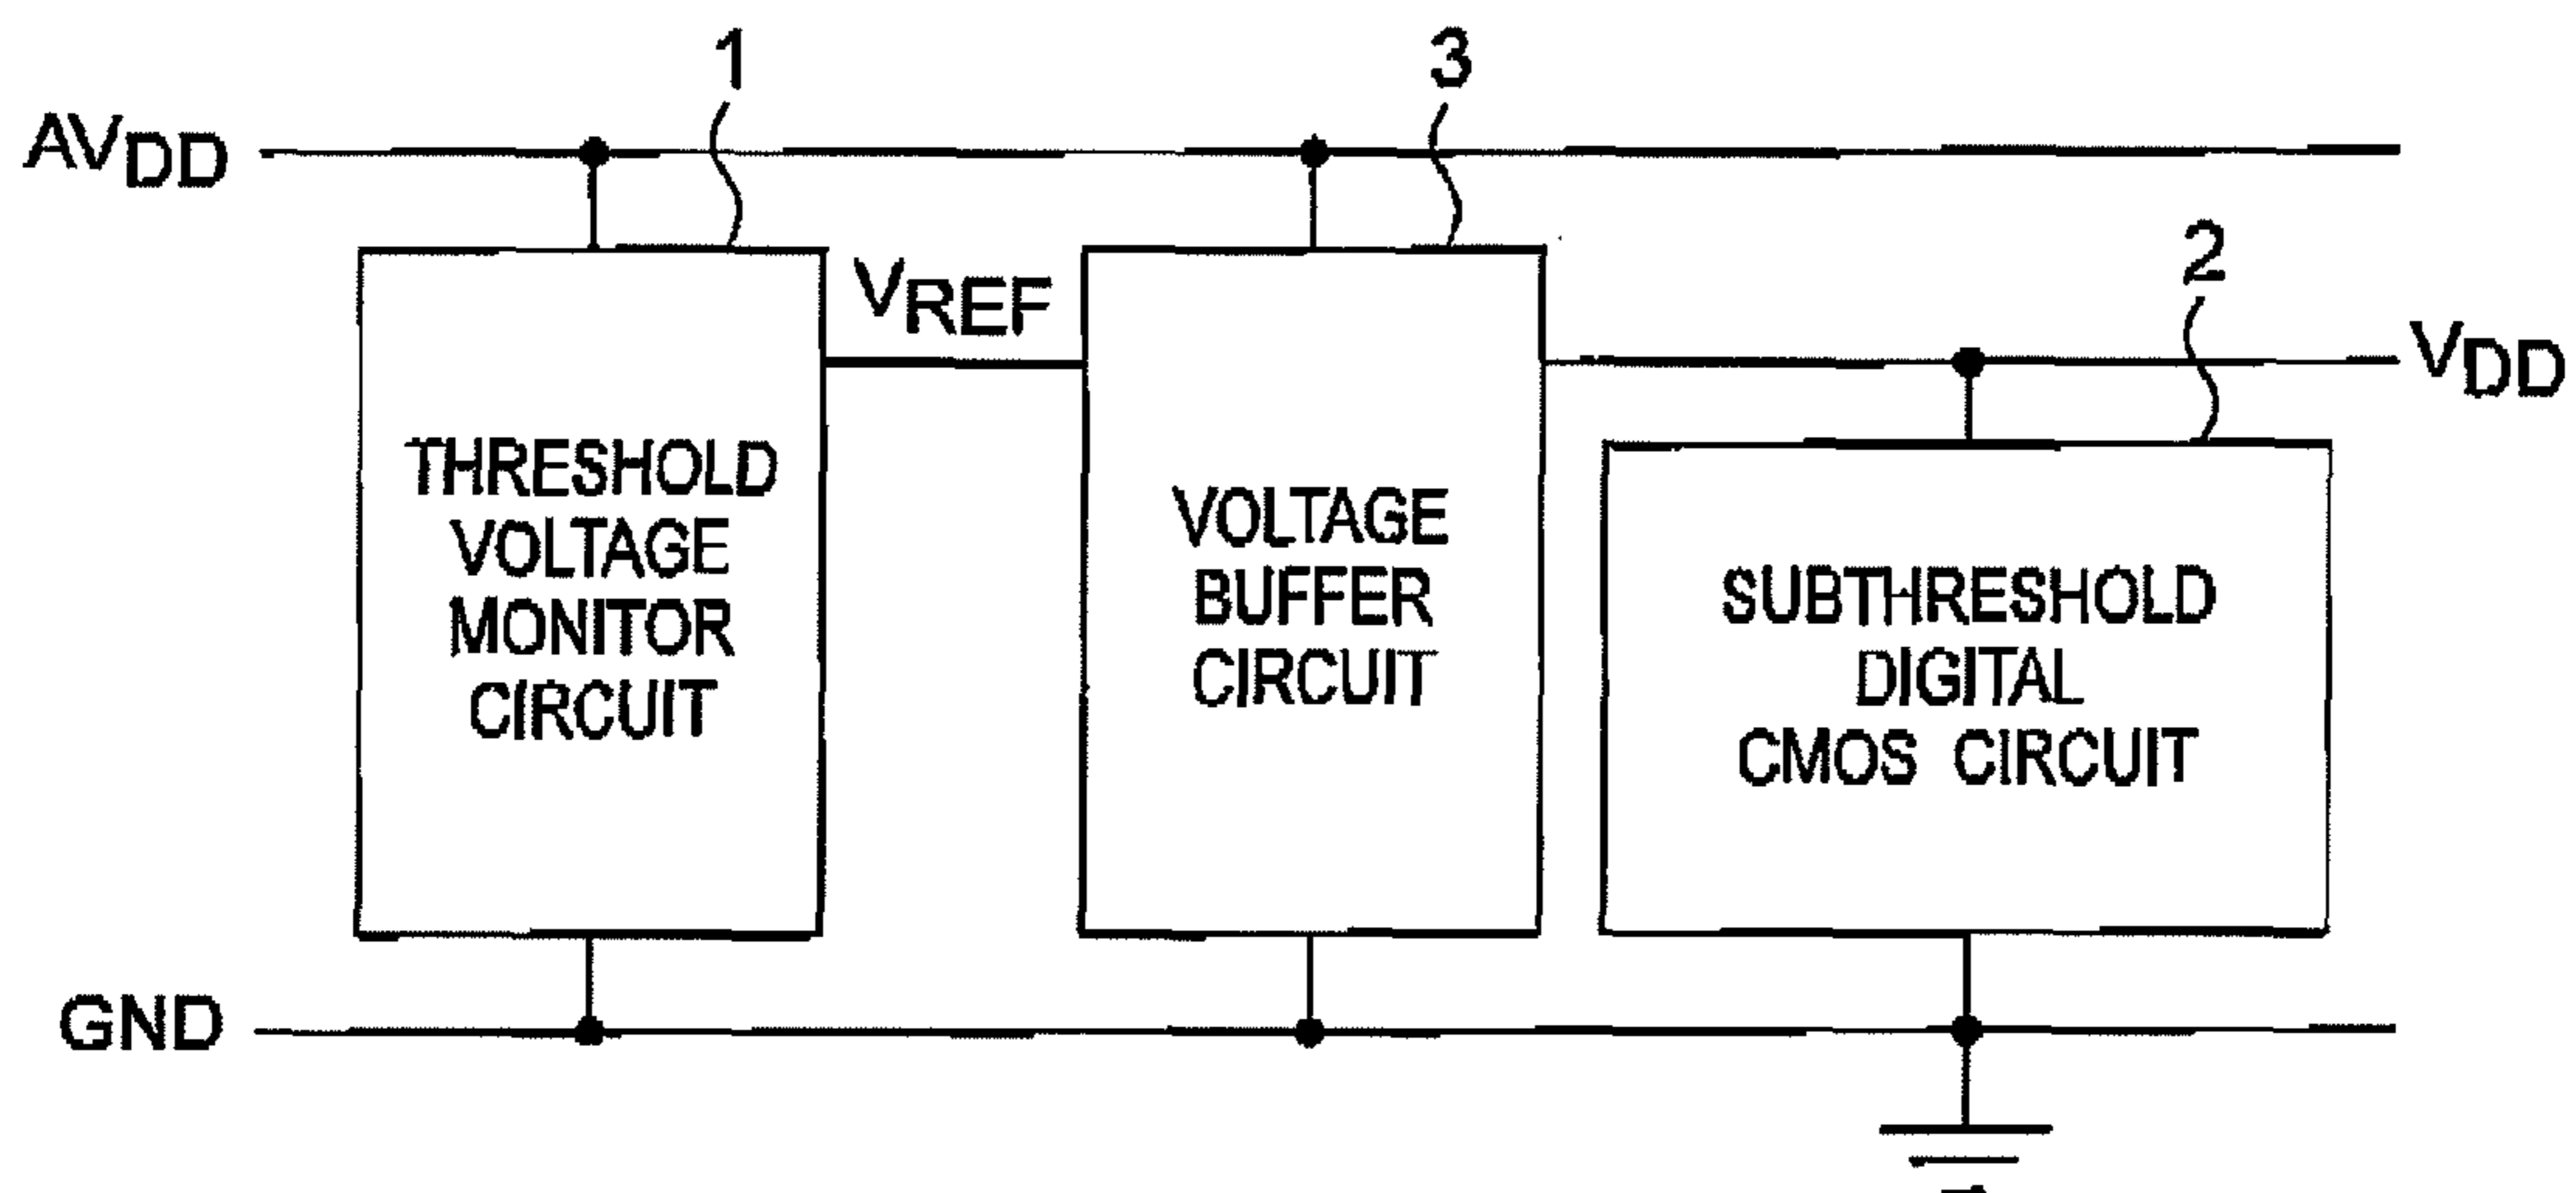 1
3
AVDD
2
VREF
VDD
THRESHOLD
VOLTAGE
MONITOR
CIRCUIT
VOLTAGE
BUFFER
CIRCUIT
SUBTHRESHOLD
DIGITAL
CMOS CIRCUIT
GND